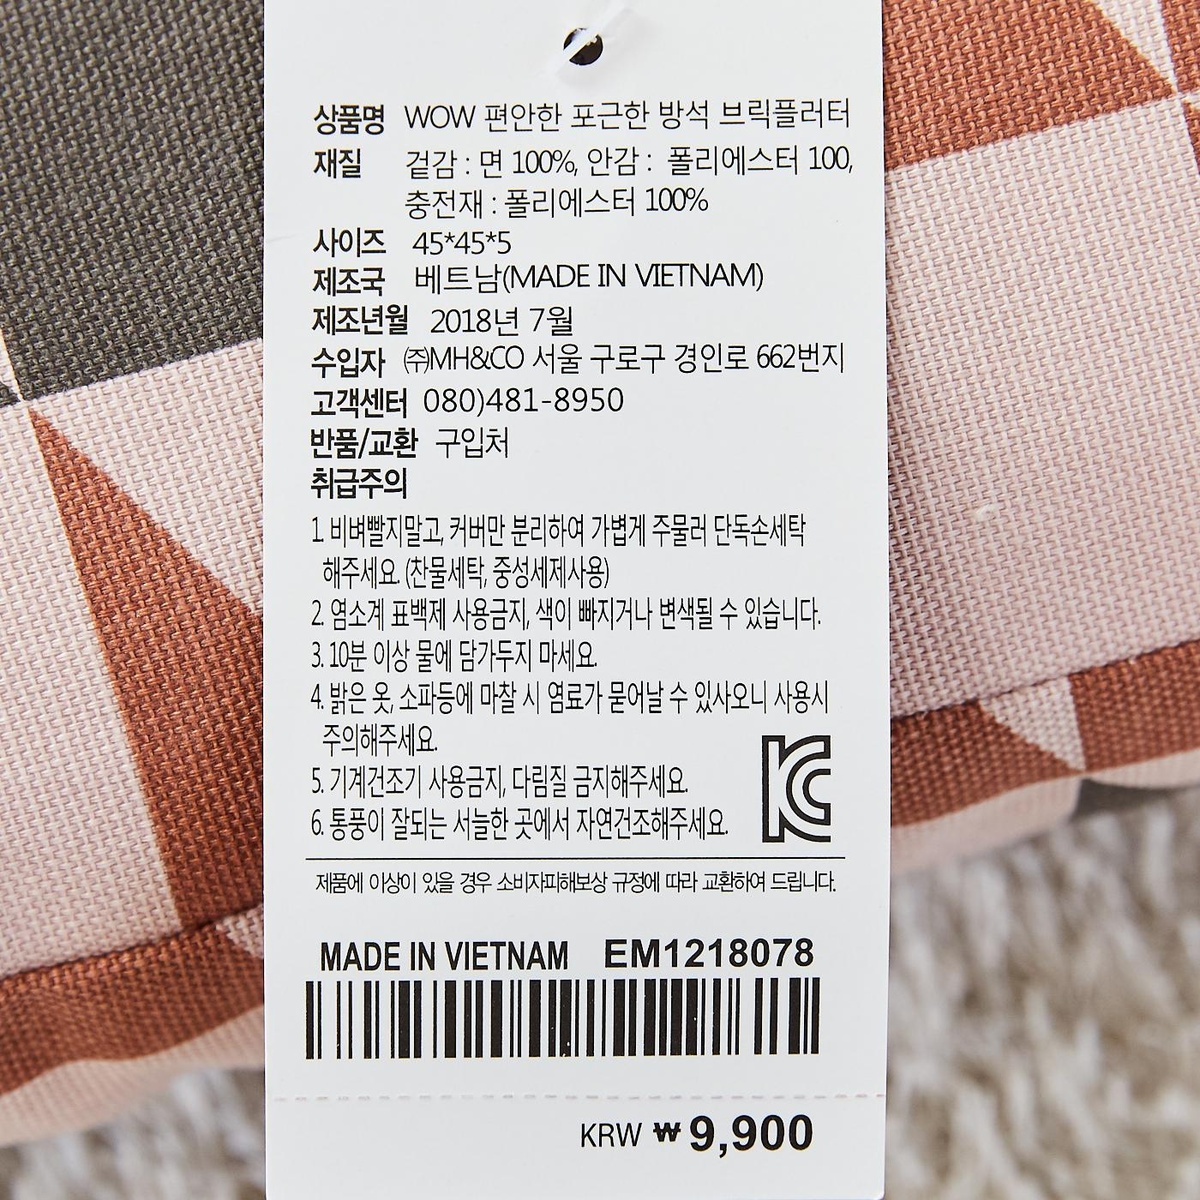 상품명 WOW 편안한 포근한 방석 브릭플러터
재질 겉감 : 면 100%, 안감 : 폴리에스터 100,
충전재 : 폴리에스터 100%
사이즈 45*45*5
제조국 베트남(MADE IN VIETNAM)
제조년월 2018년 7월
수입자 ㈜MH&CO 서울 구로구 경인로 662번지
고객센터 080)481-8950
반품/교환 구입처
취급주의
1. 비벼빨지말고, 커버만 분리하여 가볍게 주물러 단독손세탁
해주세요. (찬물세탁, 중성세제사용)
2. 염소계 표백제 사용금지, 색이 빠지거나 변색될 수 있습니다.
3. 10분 이상 물에 담가두지 마세요.
4. 밝은 옷, 소파등에 마찰 시 염료가 묻어날 수 있사오니 사용시
주의해주세요.
5. 기계건조기 사용금지, 다림질 금지해주세요.
6. 통풍이 잘되는 서늘한 곳에서 자연건조해주세요.
KC
제품에 이상이 있을 경우 소비자피해보상 규정에 따라 교환하여 드립니다.
MADE IN VIETNAM EM1218078
KRW ₩9,900